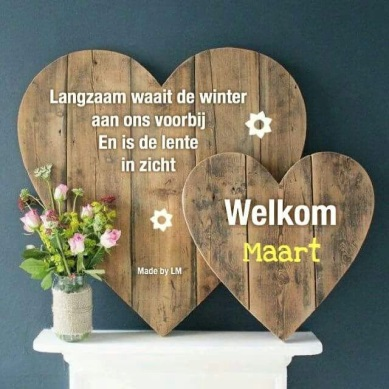 Langzaam waait de winter
aan ons voorbij
En is de lente
in zicht
Welkom
Maart
Made by LM